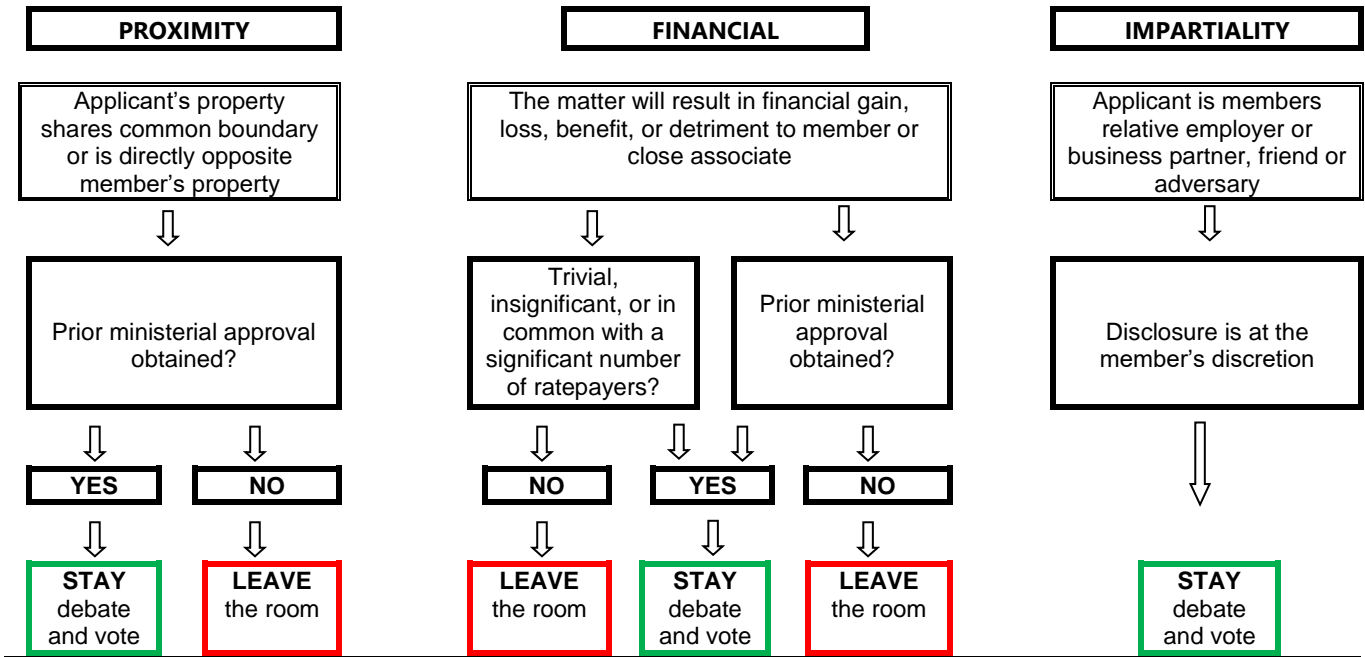 PROXIMITY
FINANCIAL
IMPARTIALITY
Applicant's property
shares common boundary
or is directly opposite
member's property
The matter will result in financial gain,
loss, benefit, or detriment to member or
close associate
Applicant is members
relative employer or
business partner, friend or
adversary
Prior ministerial approval
obtained?
Trivial,
insignificant, or in
common with a
significant number
of ratepayers?
Prior ministerial
approval
obtained?
Disclosure is at the
member's discretion
YES
NO
NO
YES
NO
STAY
debate
and vote
LEAVE
the room
LEAVE
the room
STAY
debate
and vote
LEAVE
the room
STAY
debate
and vote